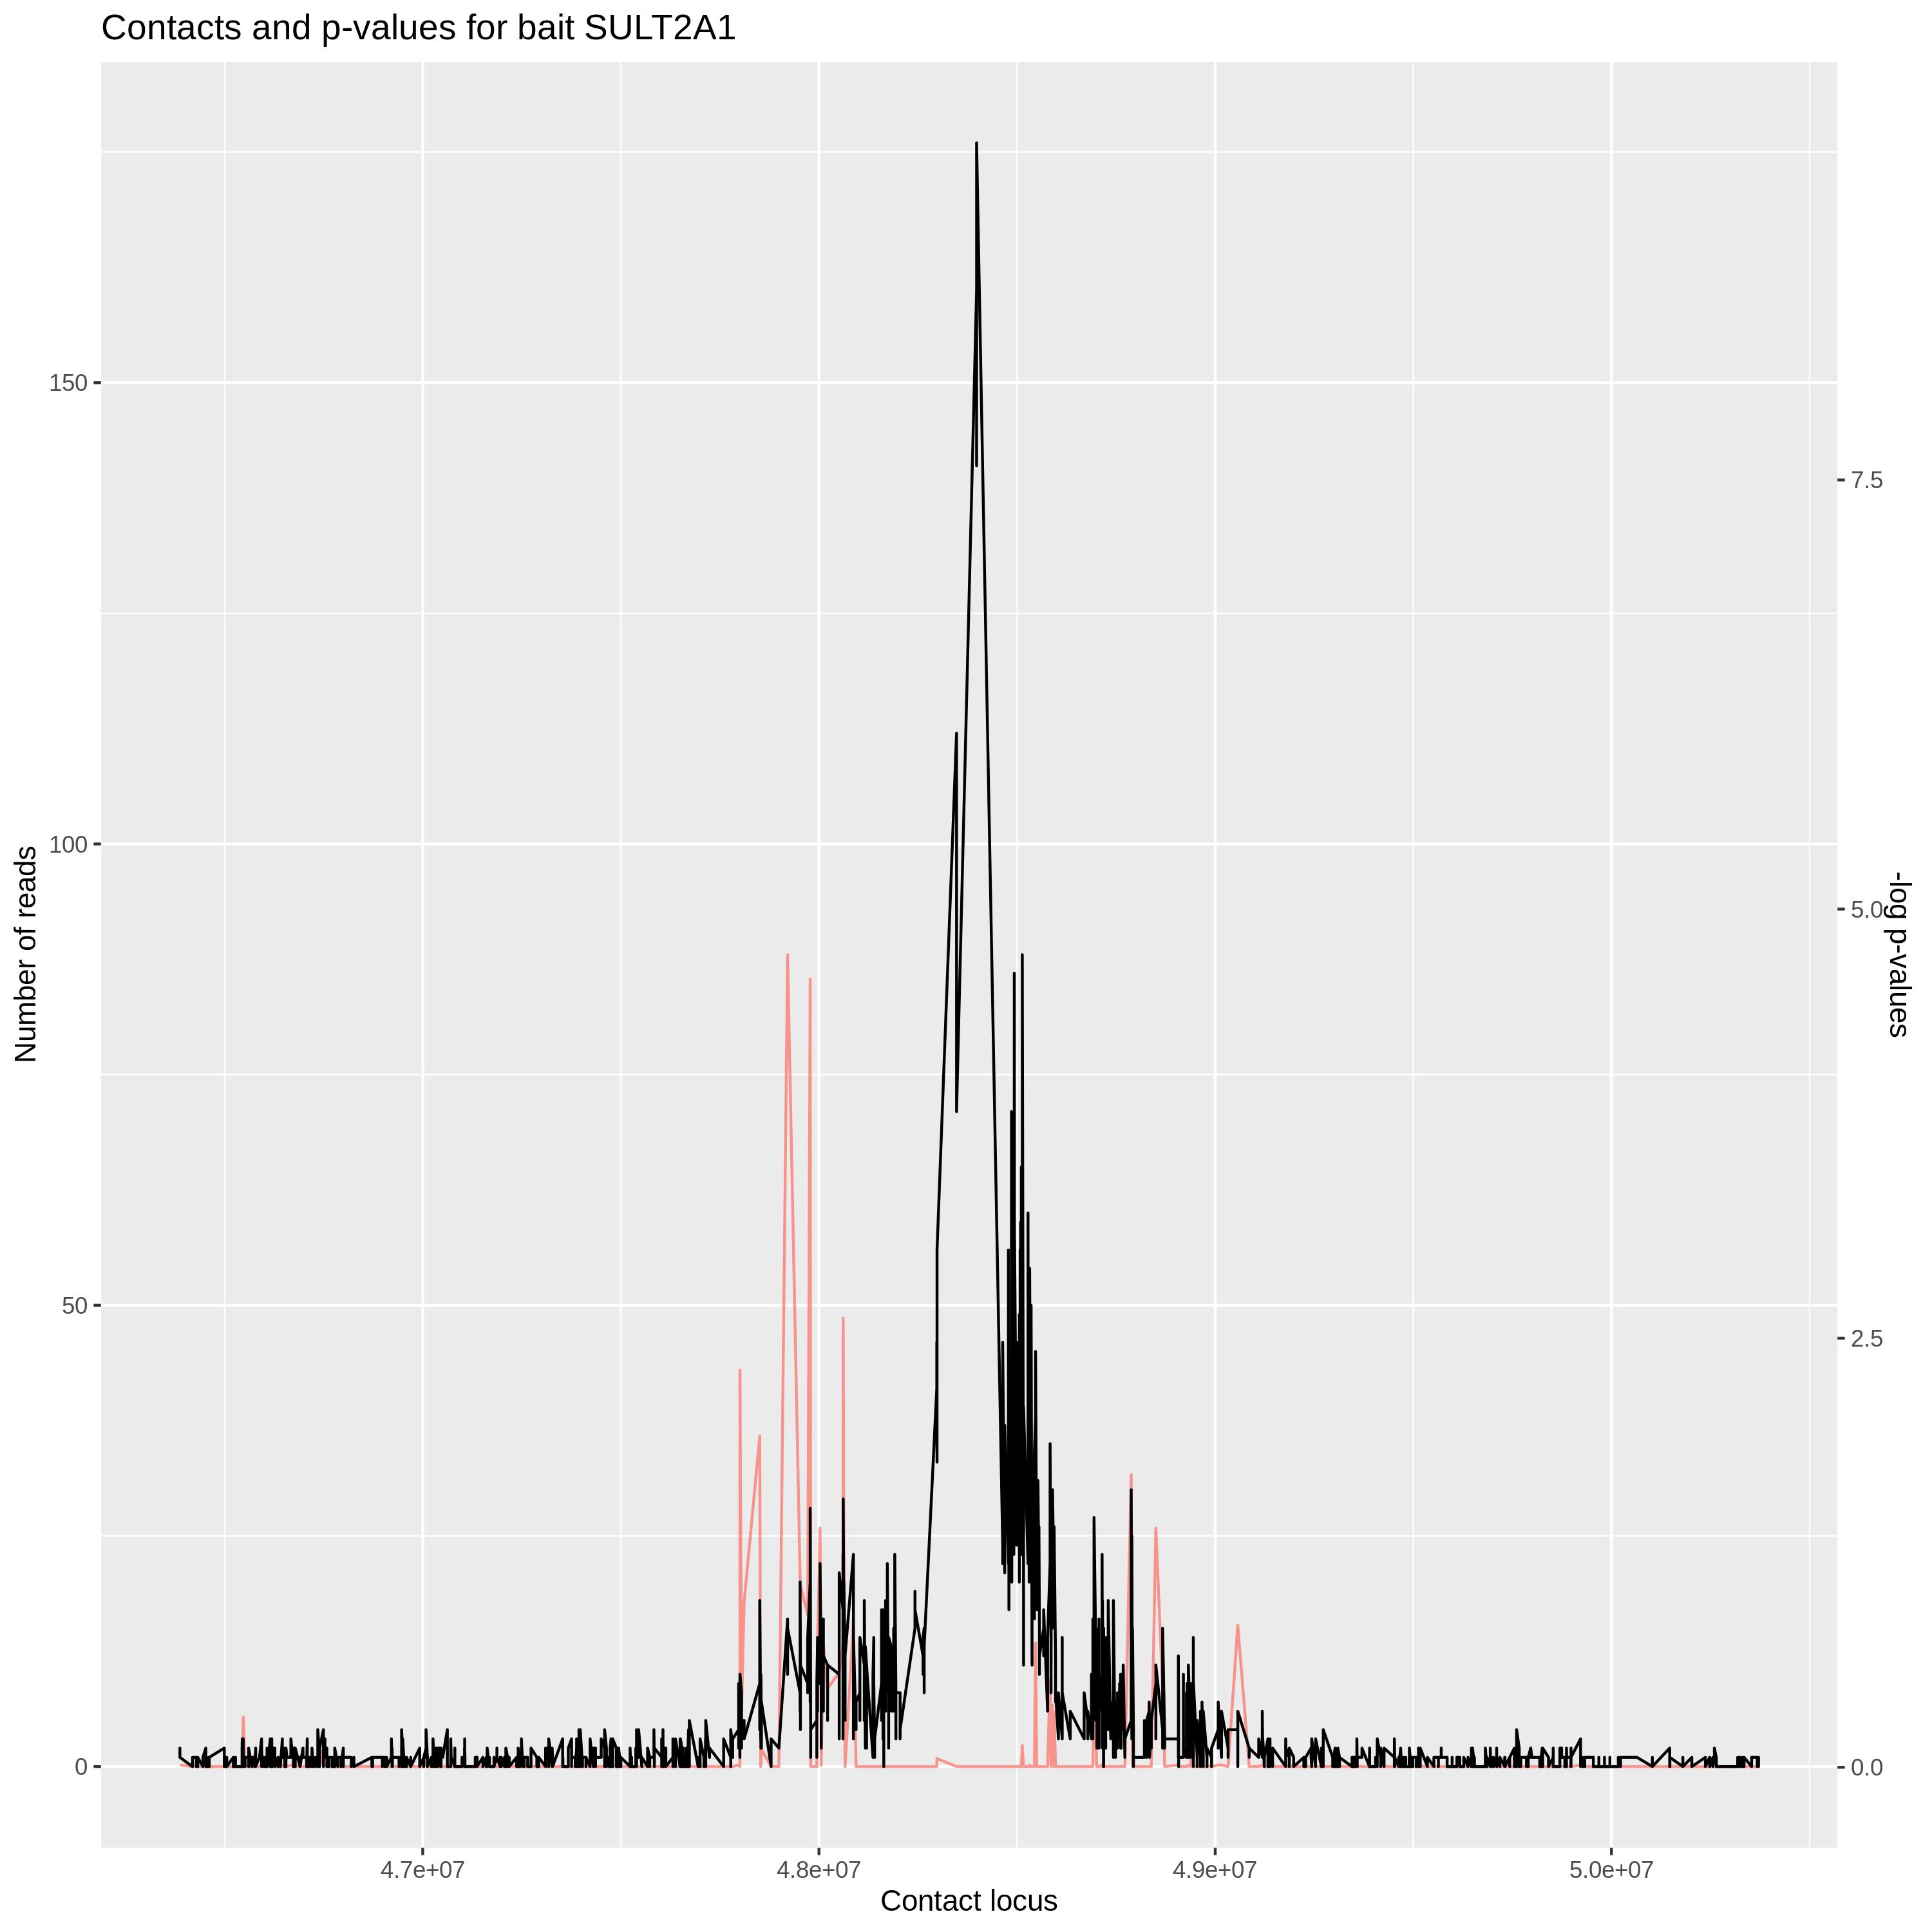 Contacts and p-values for bait SULT2A1
150
100
50
0
Number of reads
7.5
5.0
2.5
0.0
-log p-values
4.7e+07
4.8e+07
4.9e+07
5.0e+07
Contact locus